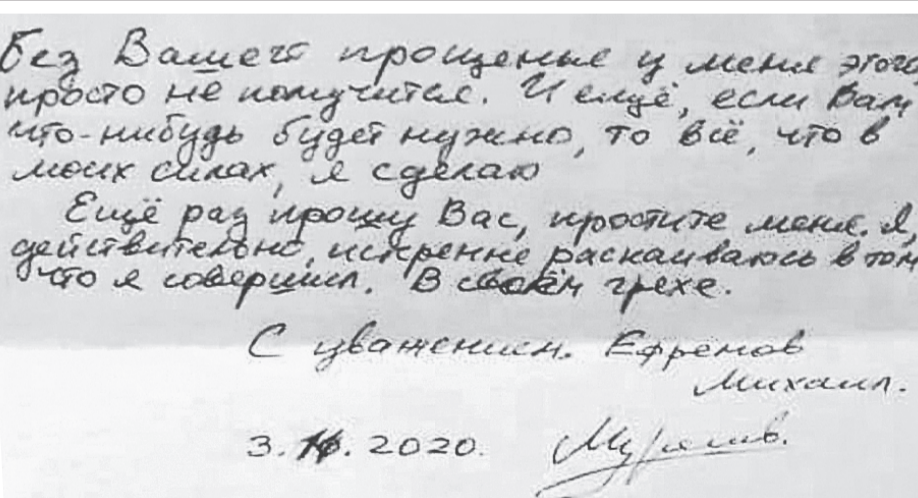 Без Вашего прощенья у меня этого
просто не получится. И ещё, если Вам
что-нибудь будет нужно, то всё, что в
моих силах, я сделаю
Ещё раз прошу Вас, простите меня. Я,
действительно, искренне раскаиваюсь в том
что я совершил. В своём грехе.
С уважением. Ефремов
Михаил.
3. 2020.